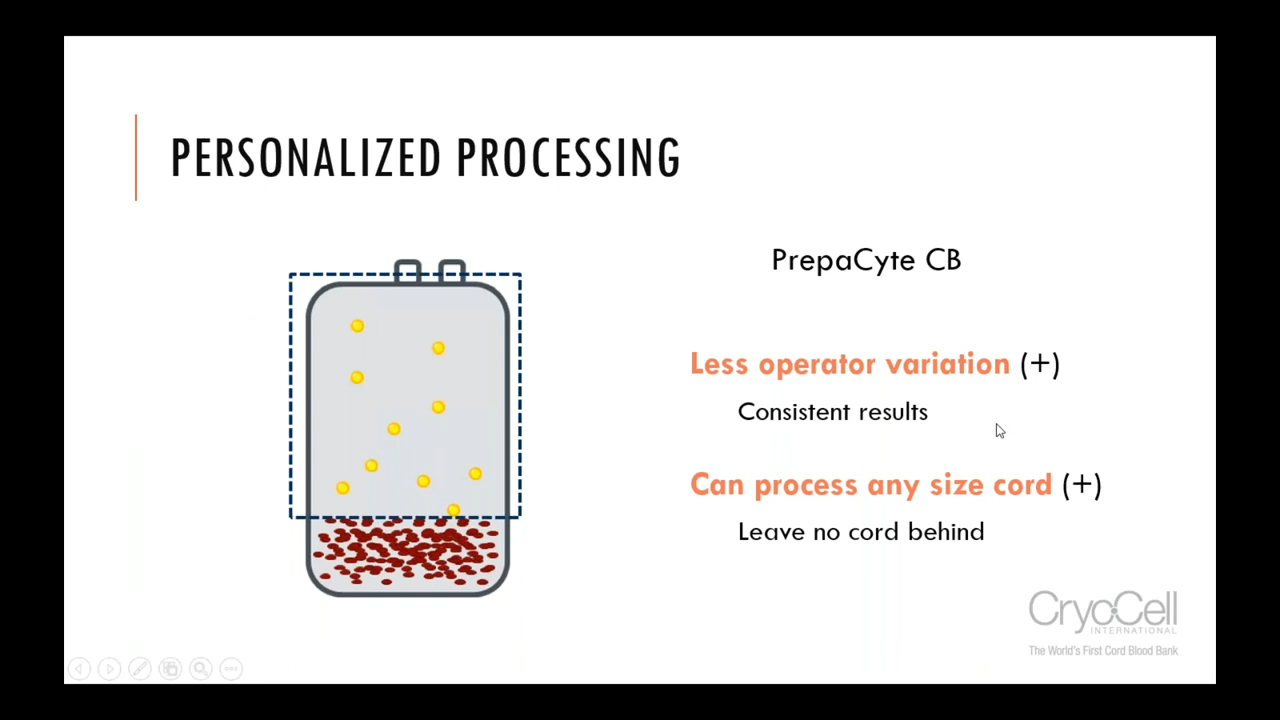 PERSONALIZED PROCESSING
PrepaCyte CB
Less operator variation (+)
Consistent results
Can process any size cord (+)
Leave no cord behind
CryoCell
INTERNATIONAL
The World's First Cord Blood Bank